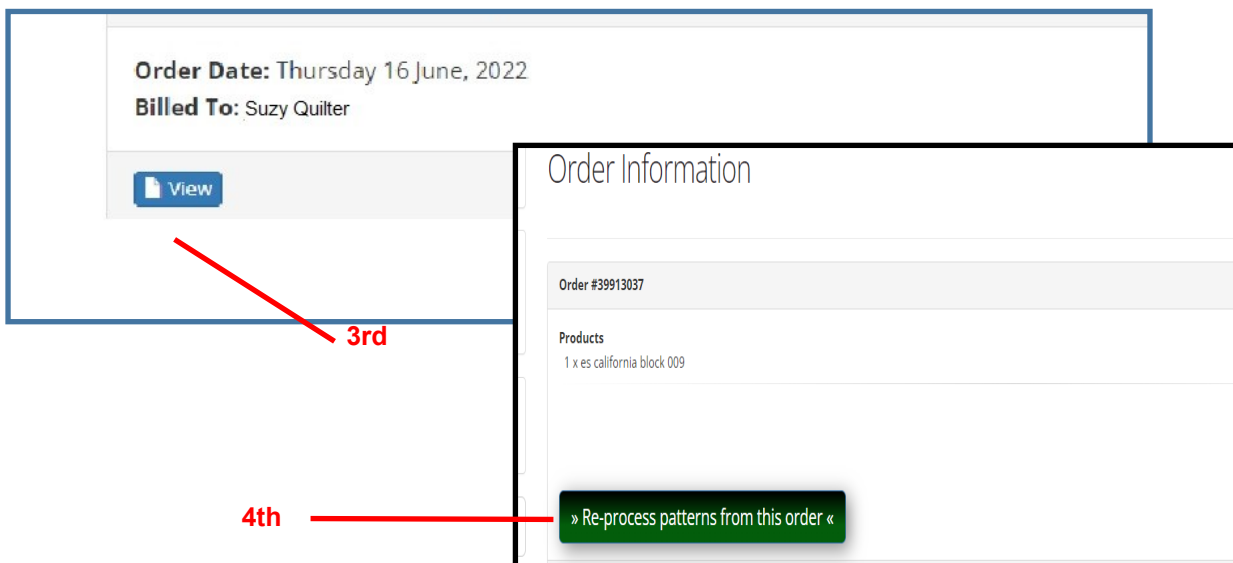 Order Date: Thursday 16 June, 2022
Billed To: Suzy Quilter
View
3rd
Order Information
Order #39913037
Products
1 x es california block 009
4th
» Re-process patterns from this order «